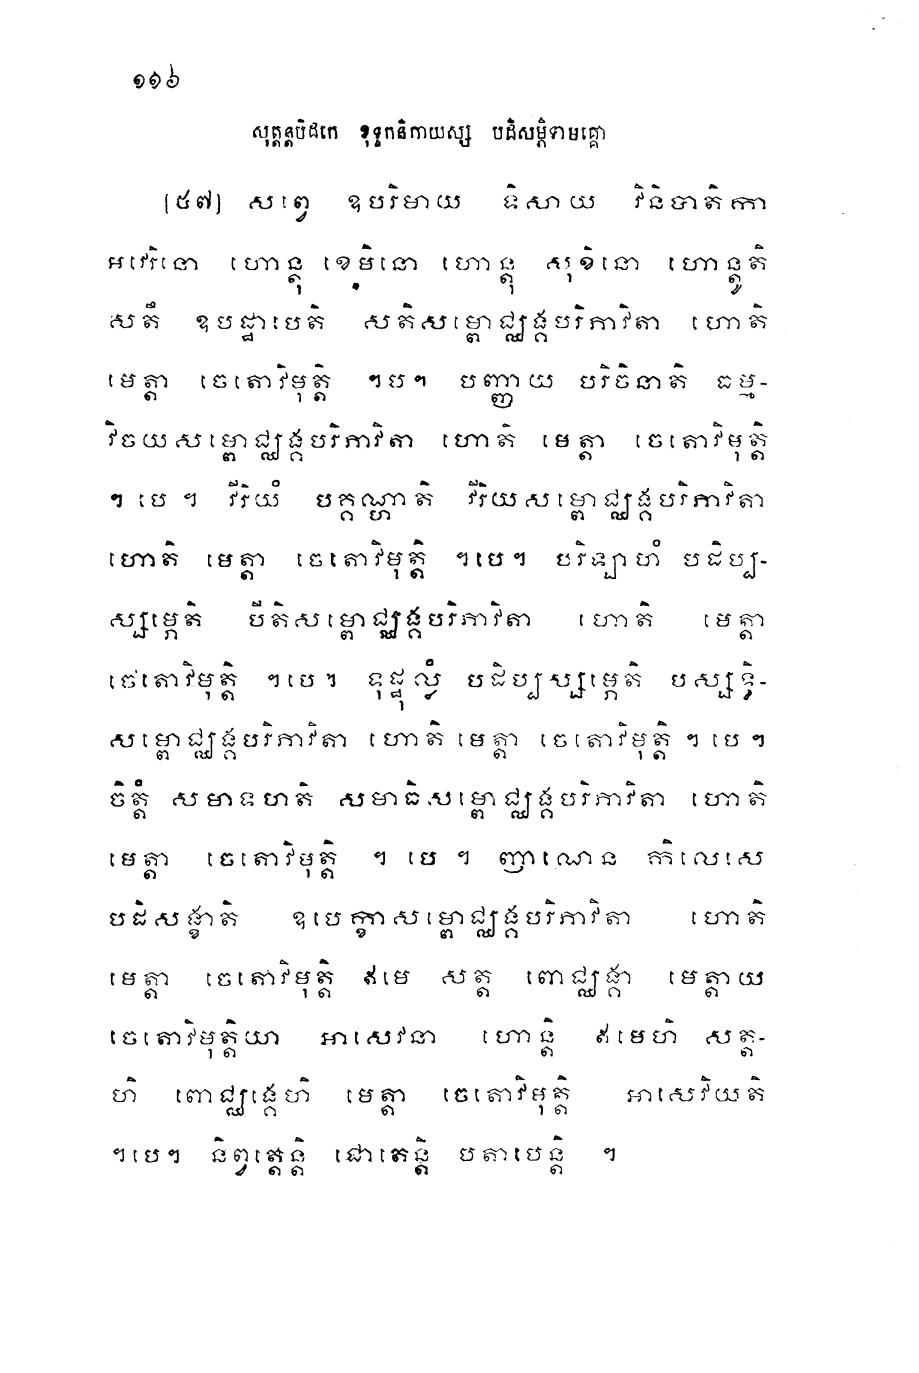 ១១៦
សុត្តន្តបិដកេ ខុទ្ទកនិកាយស្ស បដិសម្ភិទាមគ្គោ
[៥៧] សព្វេ ឧបរិមាយ ទិសាយ វិនិបាតិកា
អវេរិនោ ហោន្តុ ខេមិនោ ហោន្តុ សុខិនោ ហោន្តូតិ
សតឹ ឧបដ្ឋាបេតិ សតិសម្ពោជ្ឈង្គបរិភាវិតា ហោតិ
មេត្តា ចេតោវិមុត្តិ ។បេ។ បញ្ញាយ បរិចិនាតិ ធម្ម-
វិចយសម្ពោជ្ឈង្គបរិភាវិតា ហោតិ មេត្តា ចេតោវិមុត្តិ
។ បេ ។ វីរិយំ បគ្គណ្ហាតិ វីរិយសម្ពោជ្ឈង្គបរិភាវិតា
ហោតិ មេត្តា ចេតោវិមុត្តិ ។បេ។ បរិឡាហំ បដិប្ប-
ស្សម្ភេតិ បីតិសម្ពោជ្ឈង្គបរិភាវិតា ហោតិ មេត្តា
ចេតោវិមុត្តិ ។បេ។ ទុដ្ឋុល្លំ បដិប្បស្សម្ភេតិ បស្សទ្ធិ-
សម្ពោជ្ឈង្គបរិភាវិតា ហោតិ មេត្តា ចេតោវិមុត្តិ ។ បេ ។
ចិត្តំ សមាទហតិ សមាធិសម្ពោជ្ឈង្គបរិភាវិតា ហោតិ
មេត្តា ចេតោវិមុត្តិ ។ បេ ។ ញាណេន កិលេសេ
បដិសង្ខាតិ ឧបេក្ខាសម្ពោជ្ឈង្គបរិភាវិតា ហោតិ
មេត្តា ចេតោវិមុត្តិ ឥមេ សត្ត ពោជ្ឈង្គា មេត្តាយ
ចេតោវិមុត្តិយា អាសេវនា ហោន្តិ ឥមេហិ សត្ត-
ហិ ពោជ្ឈង្គេហិ មេត្តា ចេតោវិមុត្តិ អាសេវិយតិ
។បេ។ និព្វត្តេន្តិ ជោតេន្តិ បតាបេន្តិ ។